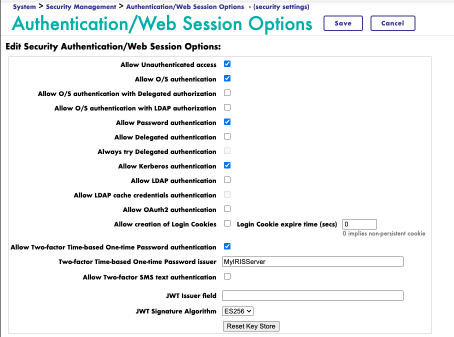 System > Security Management > Authentication/Web Session Options - (security settings)
Authentication/Web Session Options Save Cancel
Edit Security Authentication/Web Session Options:
Allow Unauthenticated access
Allow O/S authentication
Allow O/S authentication with Delegated authorization
Allow O/S authentication with LDAP authorization
Allow Password authentication
Allow Delegated authentication
Always try Delegated authentication
Allow Kerberos authentication
Allow LDAP authentication
Allow LDAP cache credentials authentication
Allow OAuth2 authentication
Allow creation of Login Cookies Login Cookie expire time (secs) 0
0 implies non-persistent cookie
Allow Two-factor Time-based One-time Password authentication
Two-factor Time-based One-time Password issuer MyIRISServer
Allow Two-factor SMS text authentication
JWT Issuer field
JWT Signature Algorithm ES256
Reset Key Store